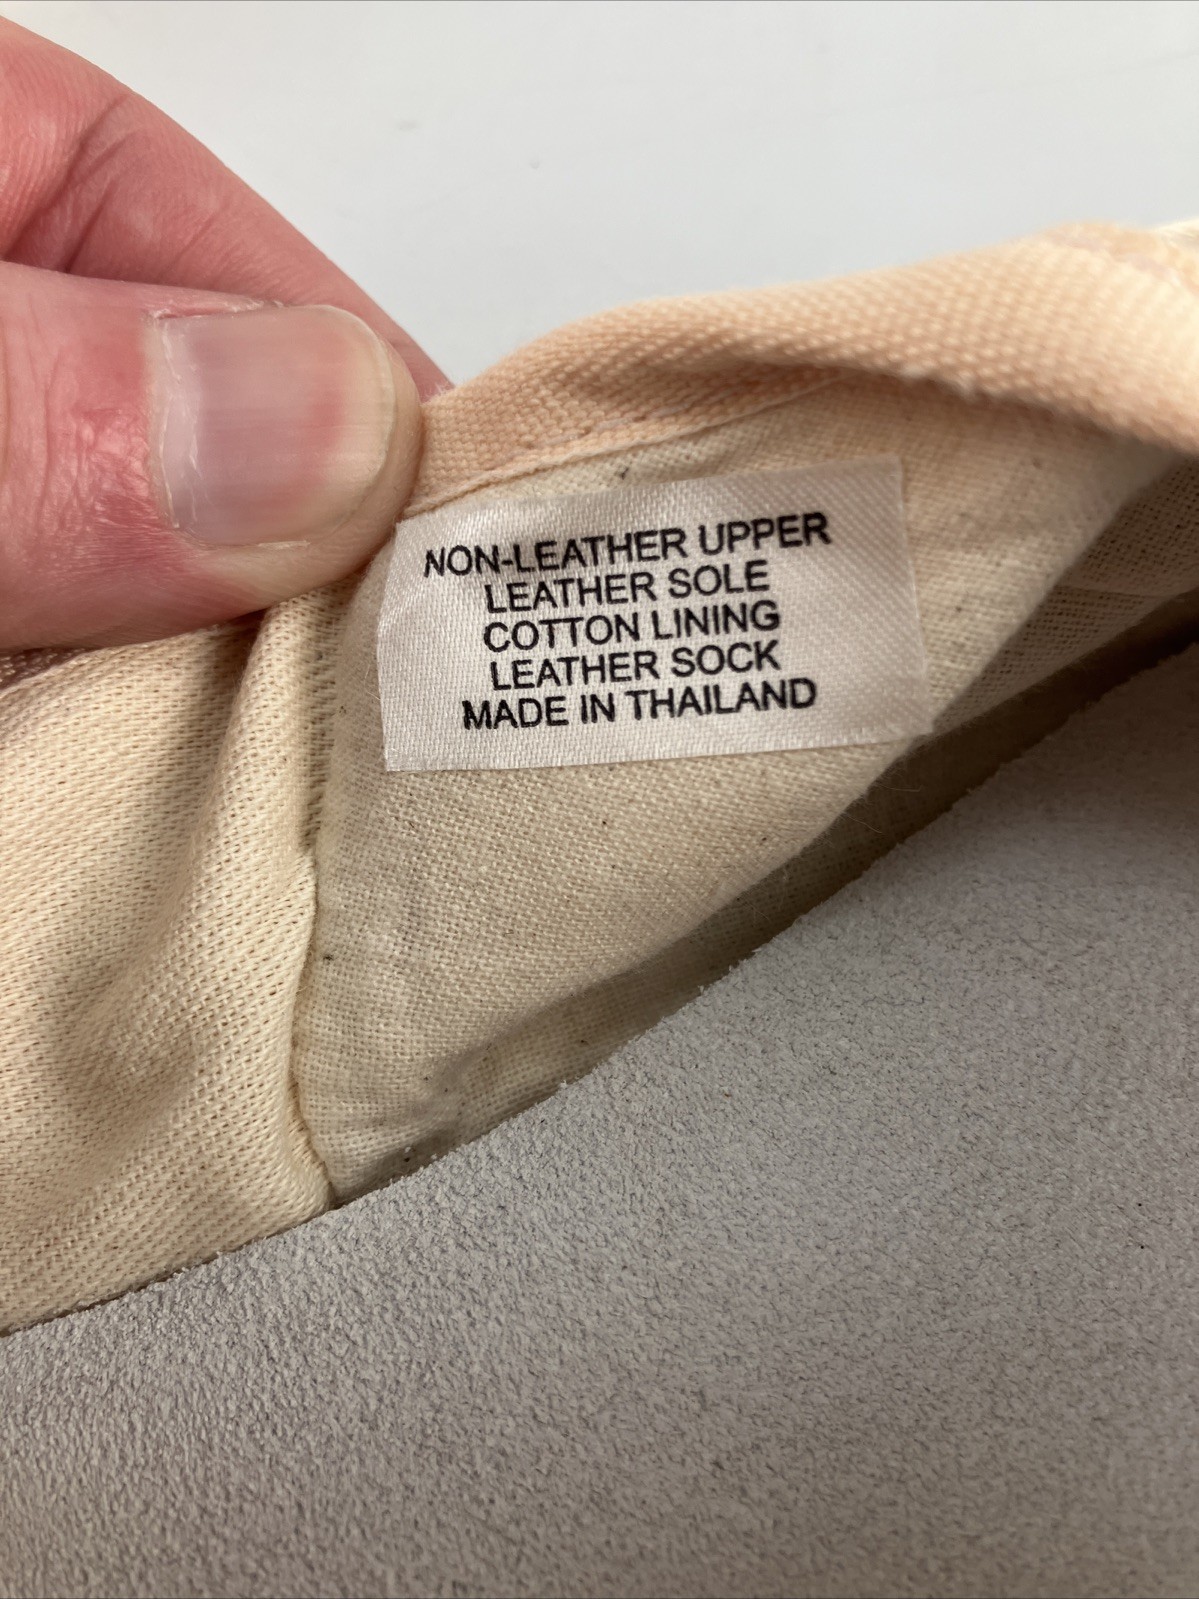 NON-LEATHER UPPER
LEATHER SOLE
COTTON LINING
LEATHER SOCK
MADE IN THAILAND